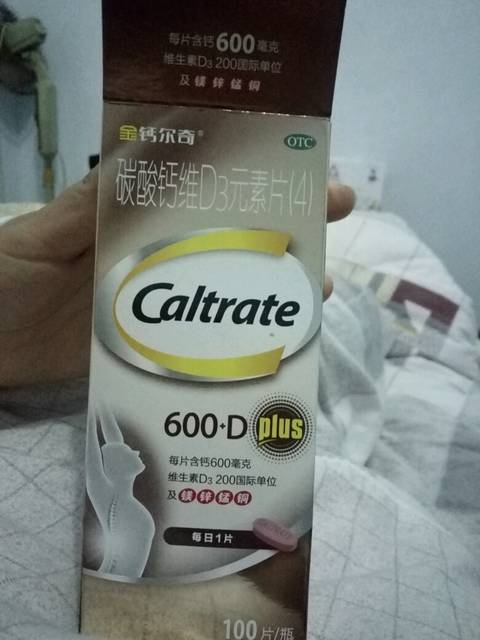 每片含钙600毫克
维生素D3 200国际单位
及镁锌锰铜
金钙尔奇®
OTC
碳酸钙维D3元素片(4)
Caltrate
600+D plus
每片含钙600毫克
维生素D3 200国际单位
及镁锌锰铜
每日1片
100片/瓶